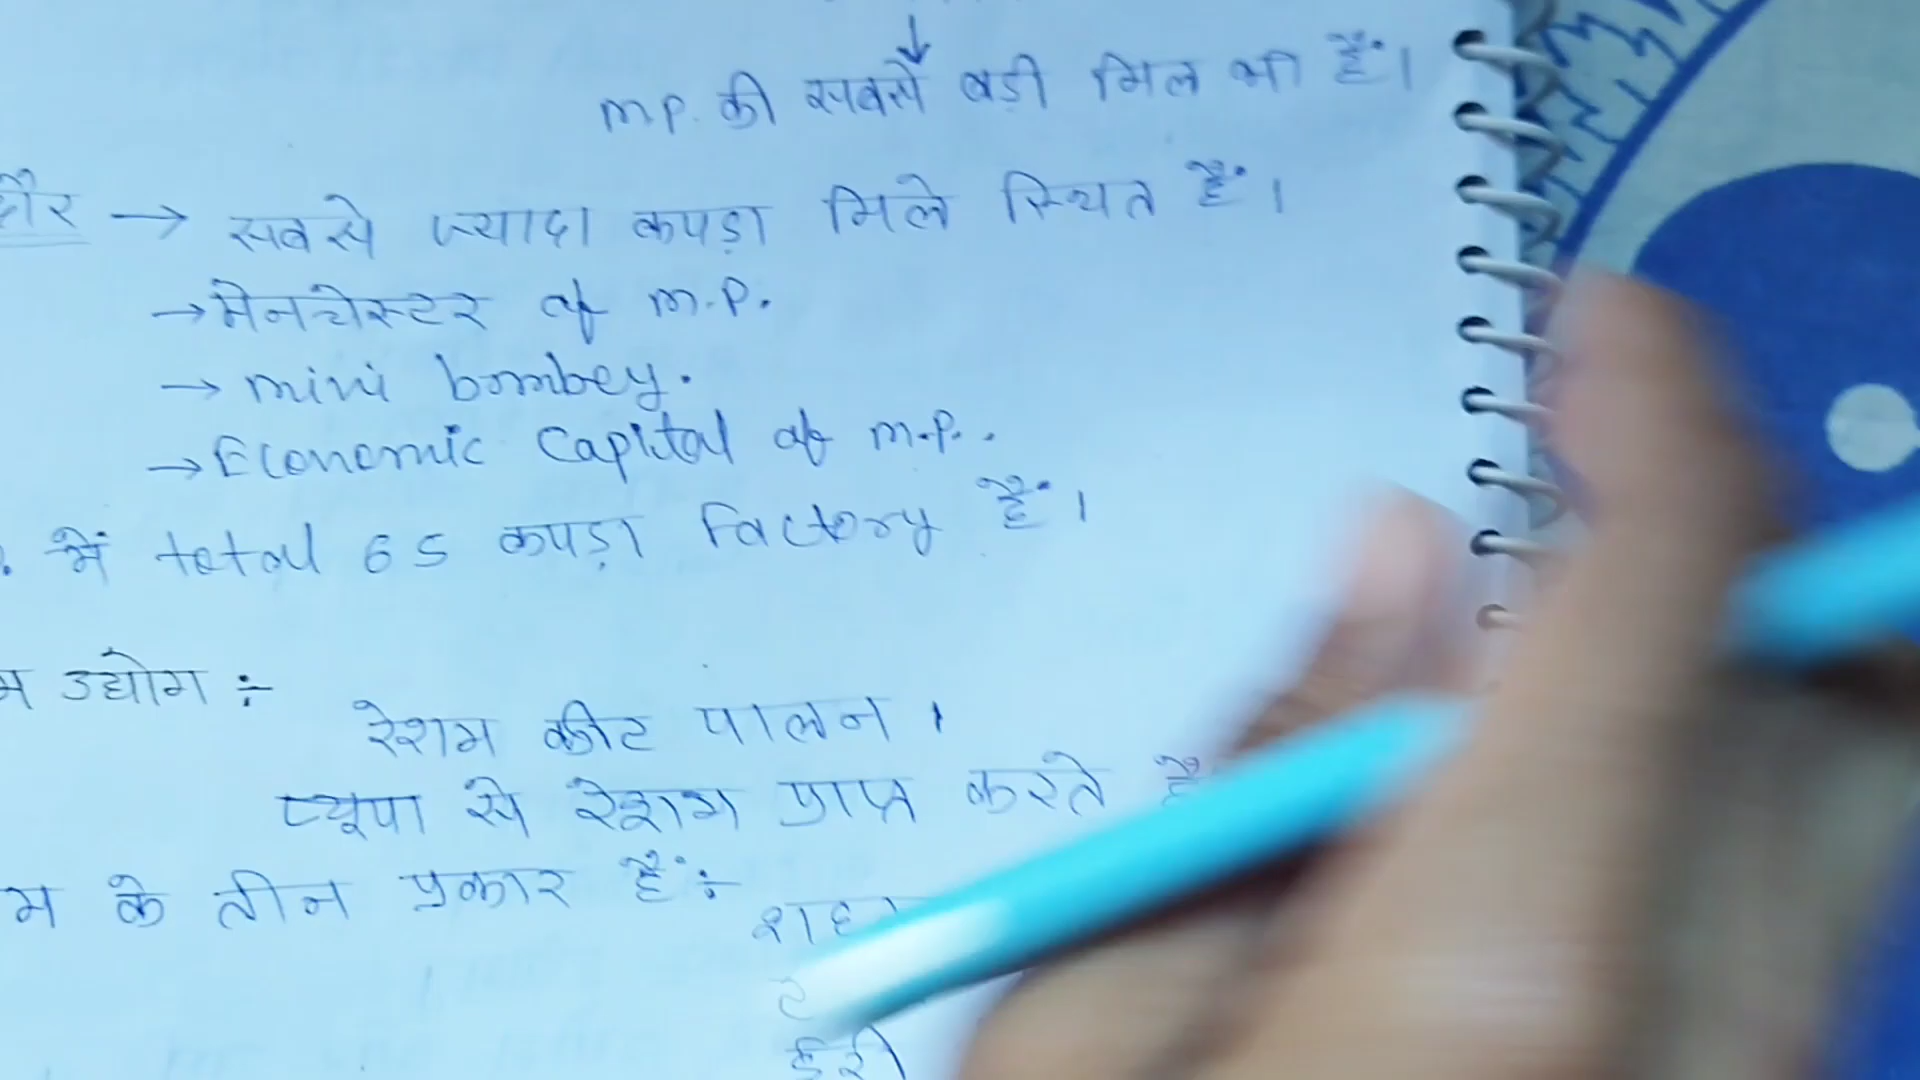 m.p. की सबसे बड़ी मिल भी हैं।
दौर → सबसे ज्यादा कपड़ा मिले स्थित हैं।
→ मेनचेस्टर of m.p.
→ mini bombey.
→ Economic Capital of m.p..
. में total 65 कपड़ा Factory हैं।
म उद्योग :-
रेशम कीट पालन ।
प्यूपा से रेशम प्राप्त करते
म के तीन प्रकार हैं :-